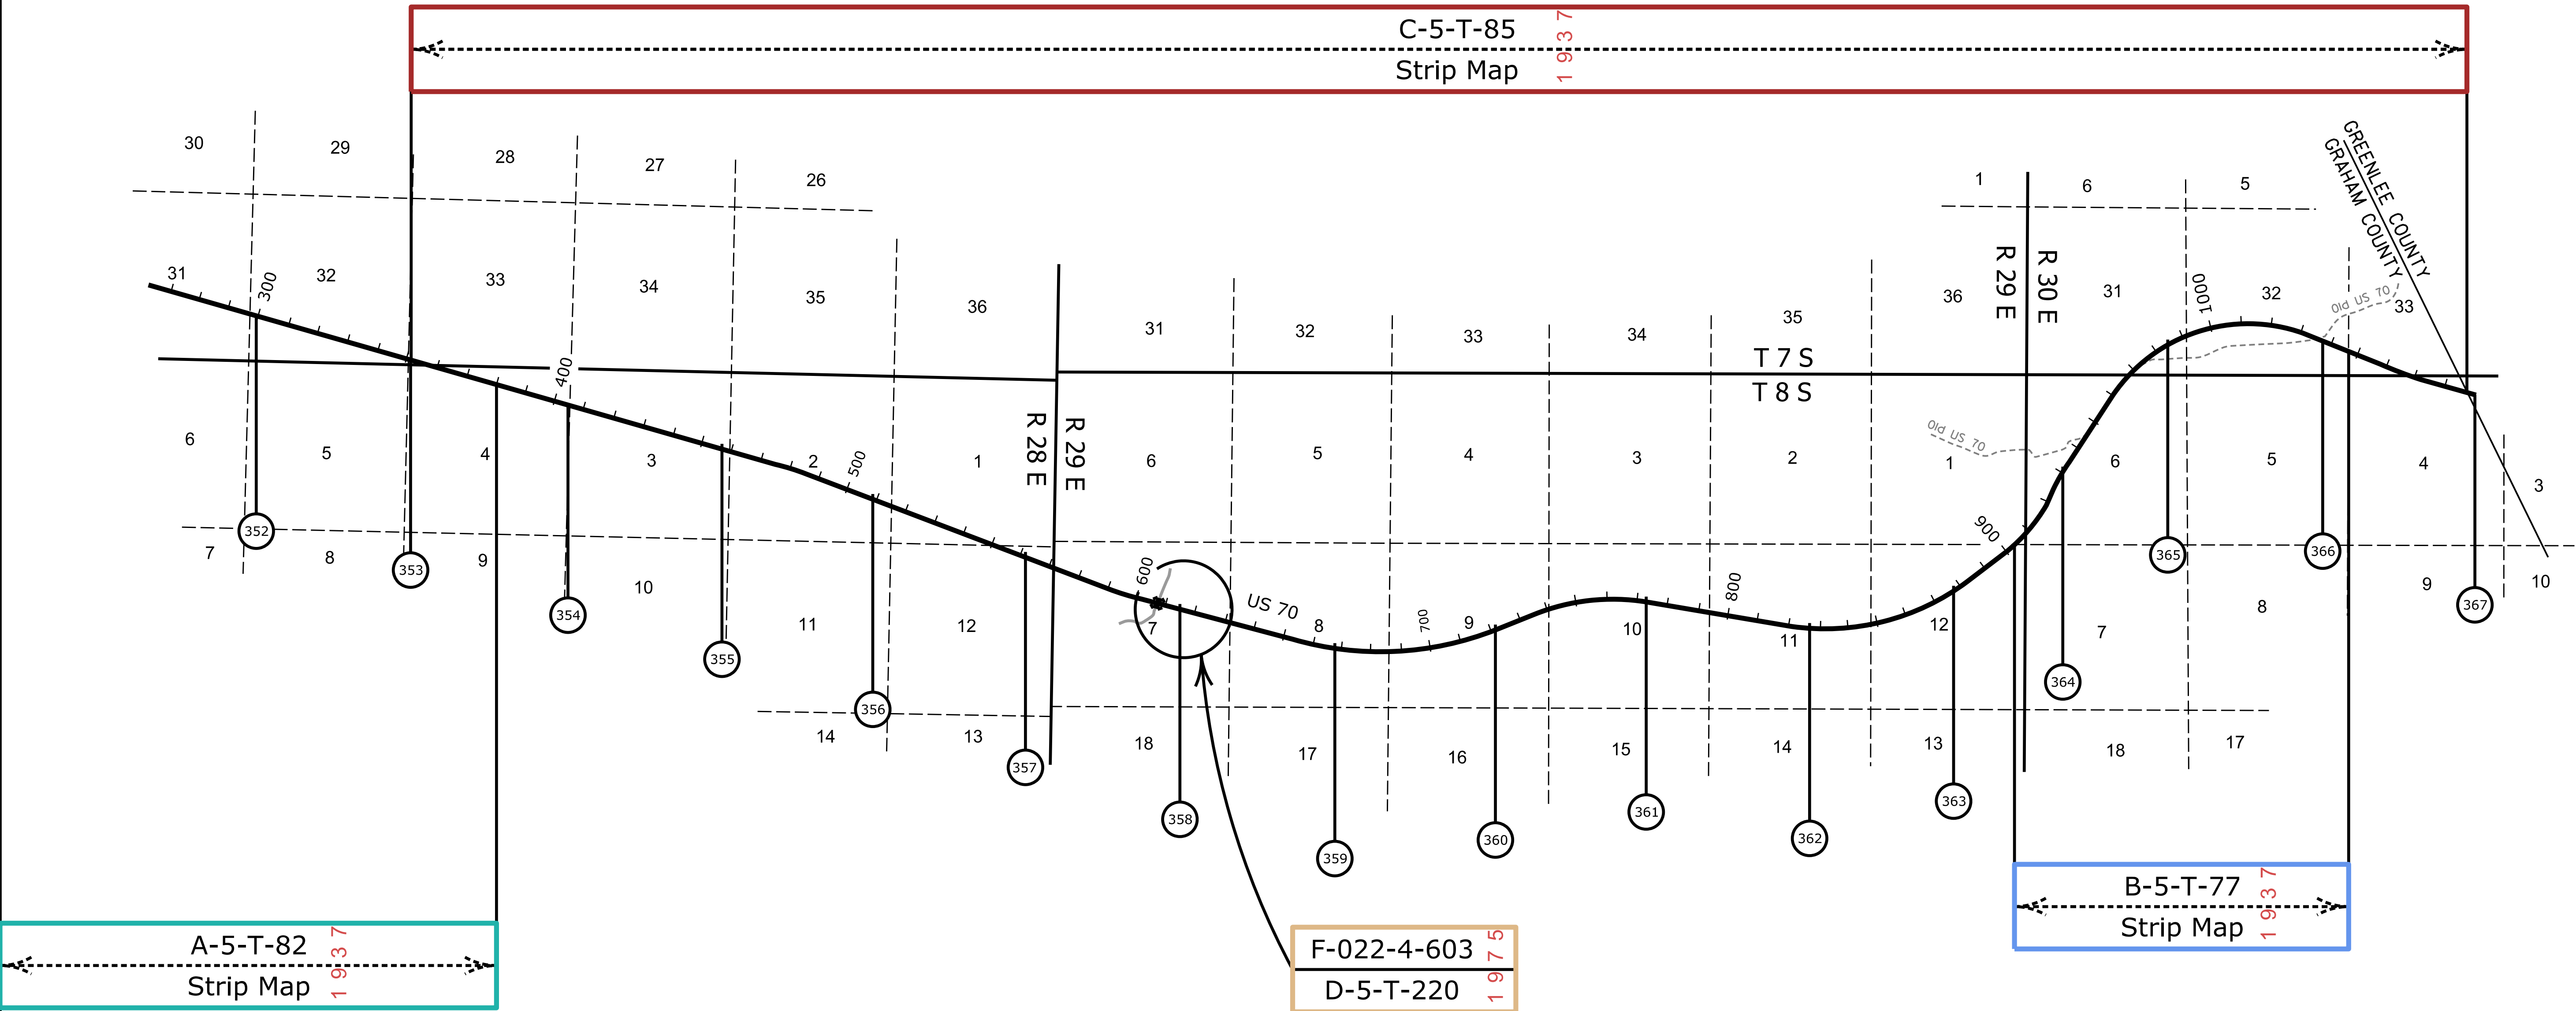 C-5-T-85
Strip Map
1937
30 29 28 27 26
1 6 5
GREENLEE COUNTY
GRAHAM COUNTY
31 300 32 33 34 35 36
31 32 33 34 35 36
R 29 E
R 30 E
31 1000 32 Old US 70 33
T 7 S
T 8 S
400
6 5 4 3 2 500 1
R 28 E
R 29 E
6 5 4 3 2 1
Old US 70
6 5 4 3
7 8 9 10 11 12
600
7
US 70
8
700
9 10
800
11 12
900
7 8 9 10
14 13
18 17 16 15 14 13
18 17
352
353
354
355
356
357
358
359
360
361
362
363
364
365
366
367
A-5-T-82
Strip Map
1937
F-022-4-603
D-5-T-220
1975
B-5-T-77
Strip Map
1937